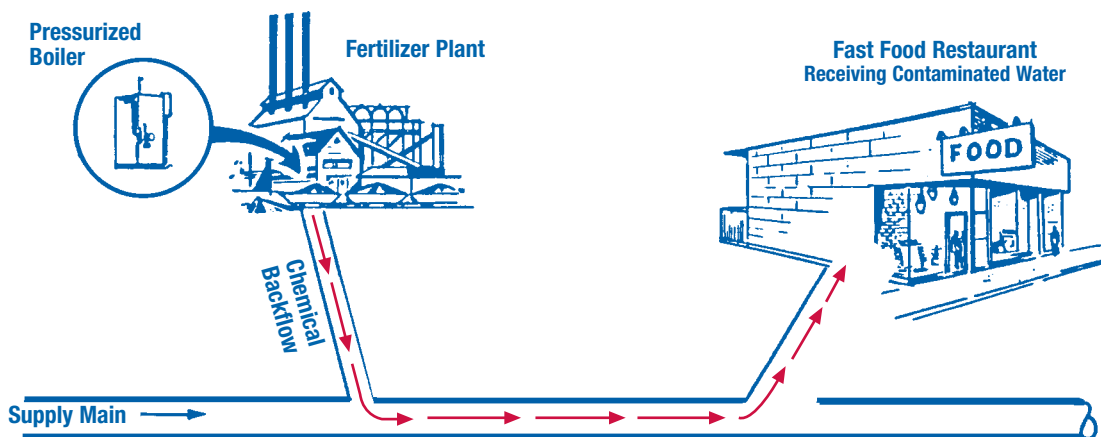 Pressurized
Boiler
Fertilizer Plant
Fast Food Restaurant
Receiving Contaminated Water
FOOD
Chemical
Backflow
Supply Main